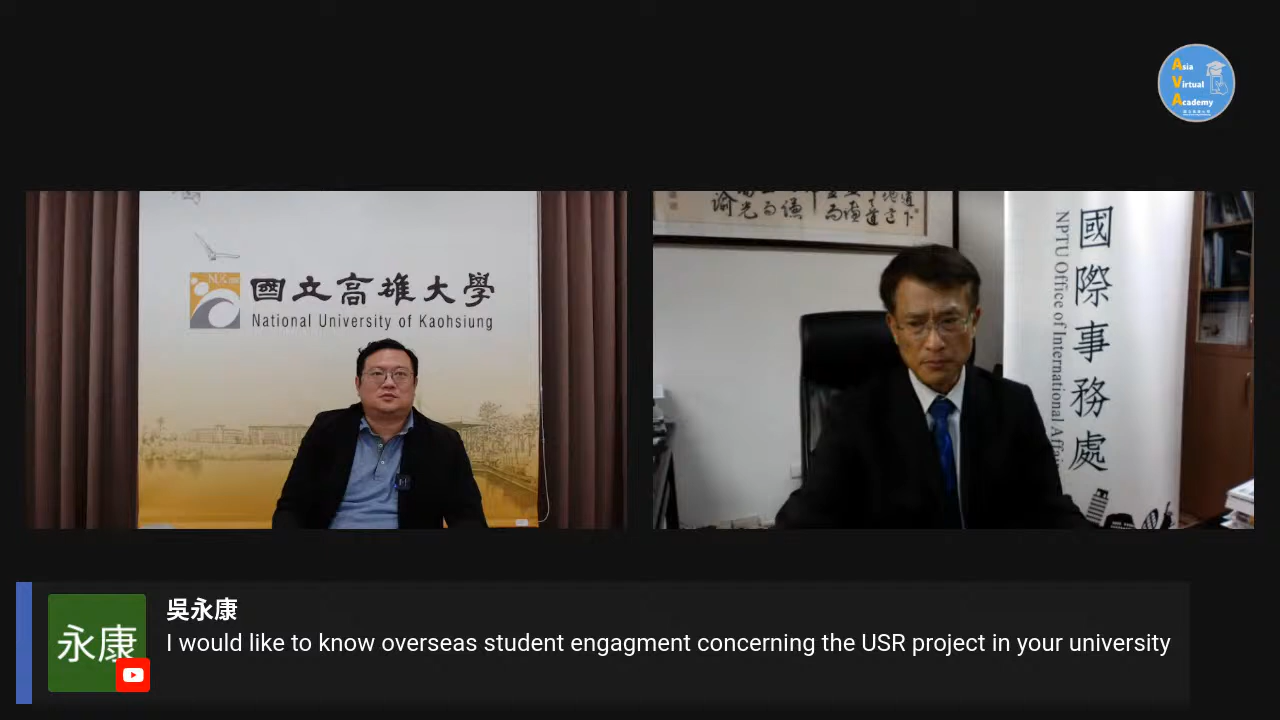 Asia
Virtual
Academy
國立高雄大學
National University of Kaohsiung
國際事務處
NPTU Office of International Affai
吳永康
I would like to know overseas student engagment concerning the USR project in your university
永康